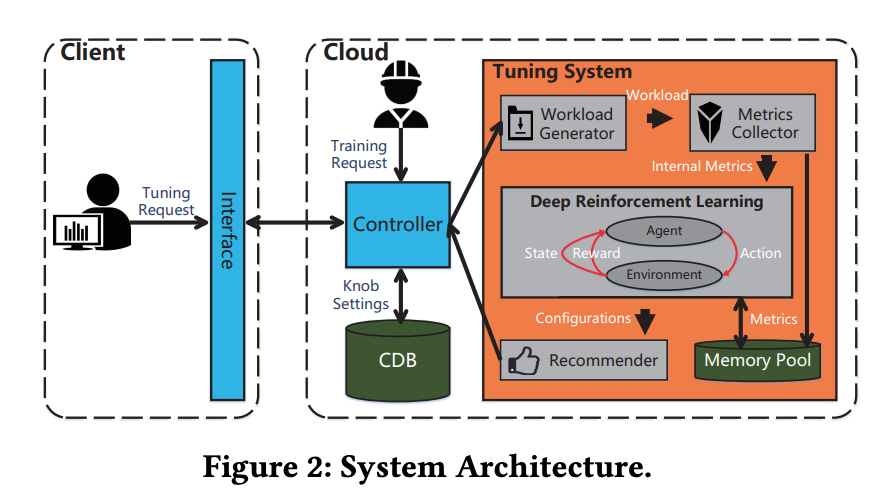 Client
Cloud
Tuning System
Workload
Workload
Generator
Metrics
Collector
Training
Request
Internal Metrics
Tuning
Request
Interface
Controller
Deep Reinforcement Learning
Agent
State
Reward
Action
Environment
Knob
Settings
Configurations
Metrics
CDB
Recommender
Memory Pool
Figure 2: System Architecture.